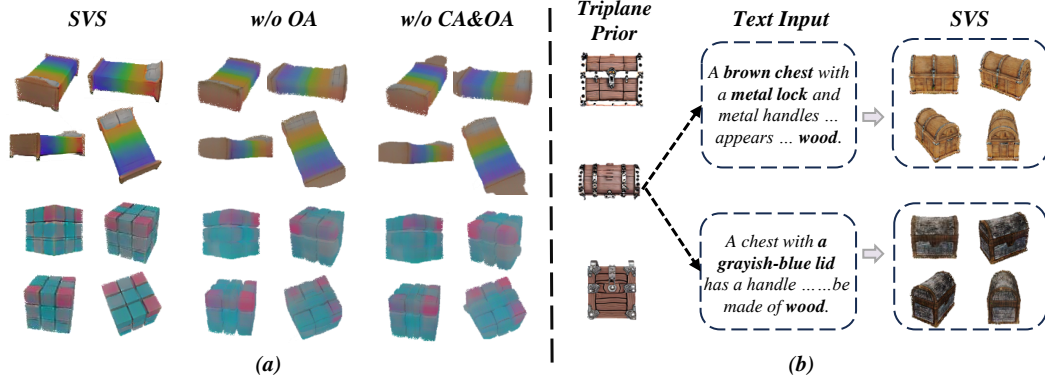 SVS
w/o OA
w/o CA&OA
(a)
Triplane
Prior
Text Input
SVS
A brown chest with
a metal lock and
metal handles ...
appears ... wood.
A chest with a
grayish-blue lid
has a handle ......be
made of wood.
(b)